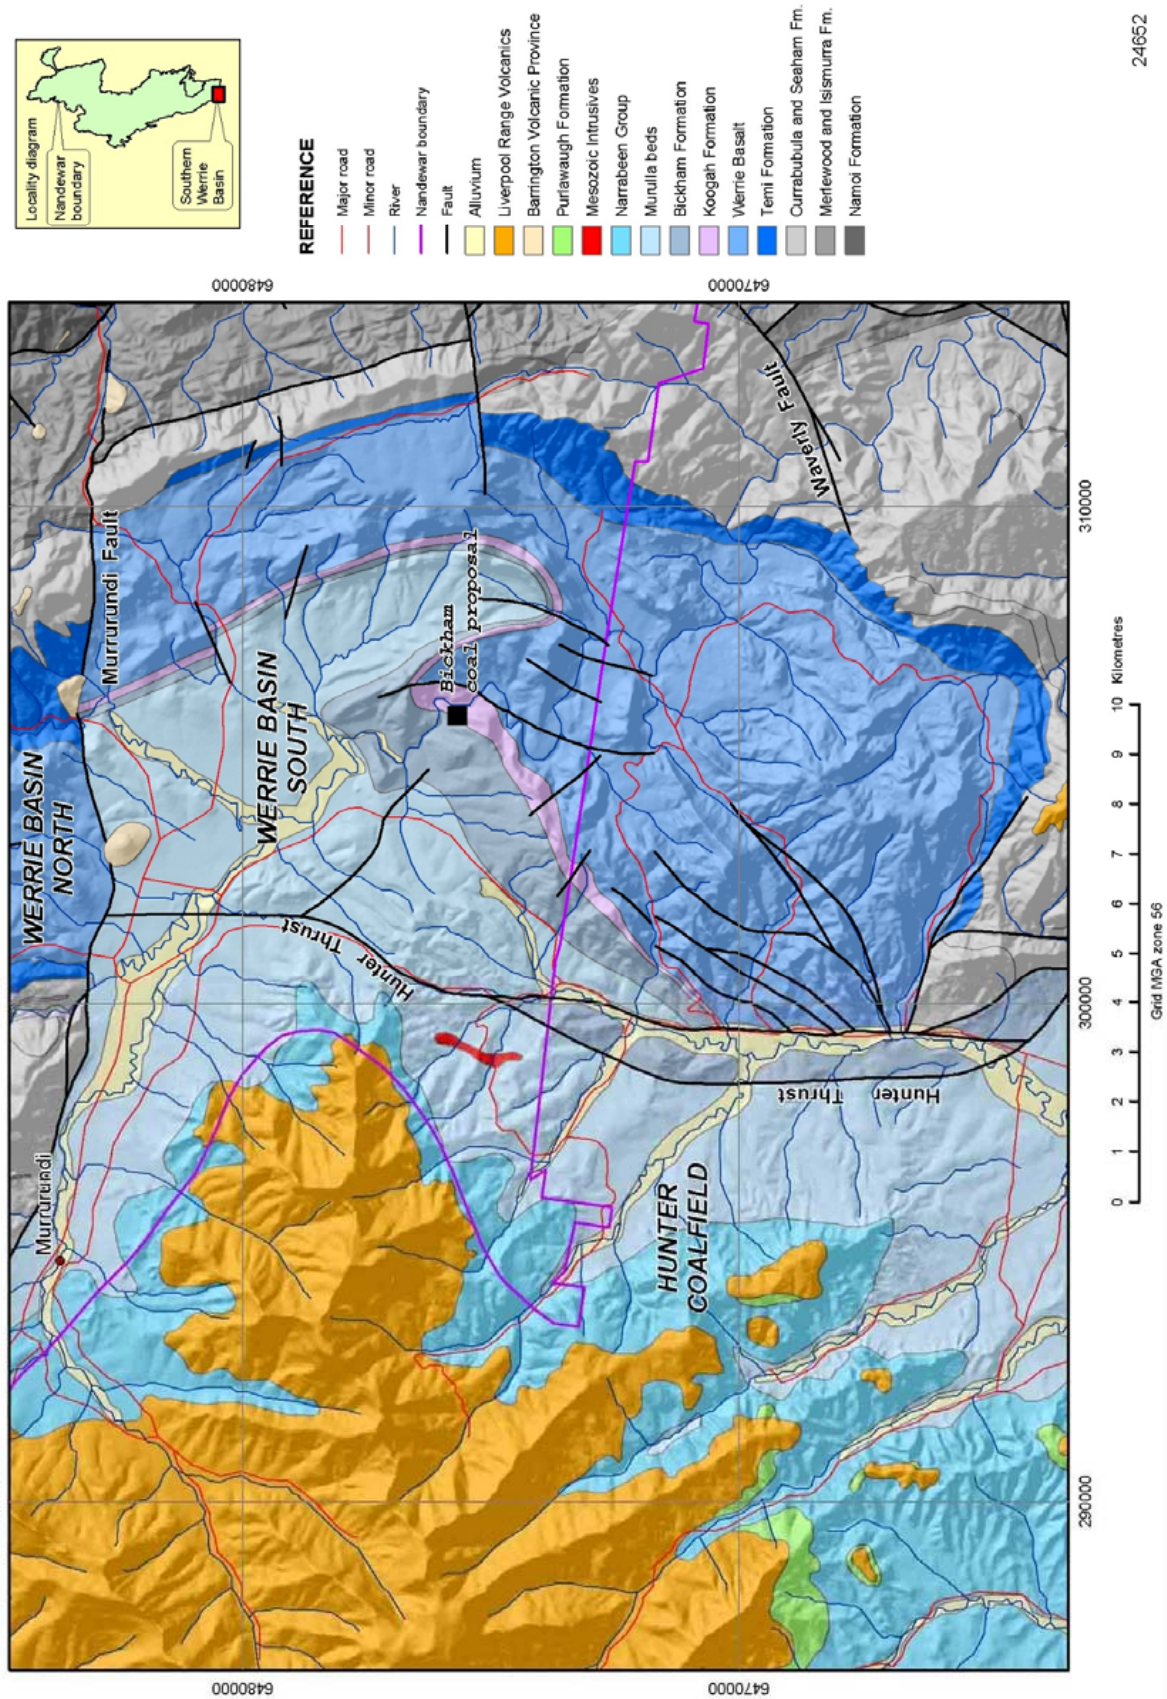 Locality diagram
Nandewar
boundary
Southern
Werrie
Basin
REFERENCE
Major road
Minor road
River
Nandewar boundary
Fault
Alluvium
Liverpool Range Volcanics
Barrington Volcanic Province
Purlawaugh Formation
Mesozoic Intrusives
Narrabeen Group
Murulla beds
Bickham Formation
Koogah Formation
Werrie Basalt
Temi Formation
Currabubula and Seaham Fm.
Merlewood and Isismurra Fm.
Namoi Formation
24652
6480000
6470000
310000
300000
290000
6480000
6470000
WERRIE BASIN
NORTH
Murrurundi Fault
WERRIE BASIN
SOUTH
Bickham
coal proposal
Waverly Fault
Murrurundi
Hunter
Thrust
HUNTER
COALFIELD
Hunter
Thrust
0 1 2 3 4 5 6 7 8 9 10 Kilometres
Grid MGA zone 56